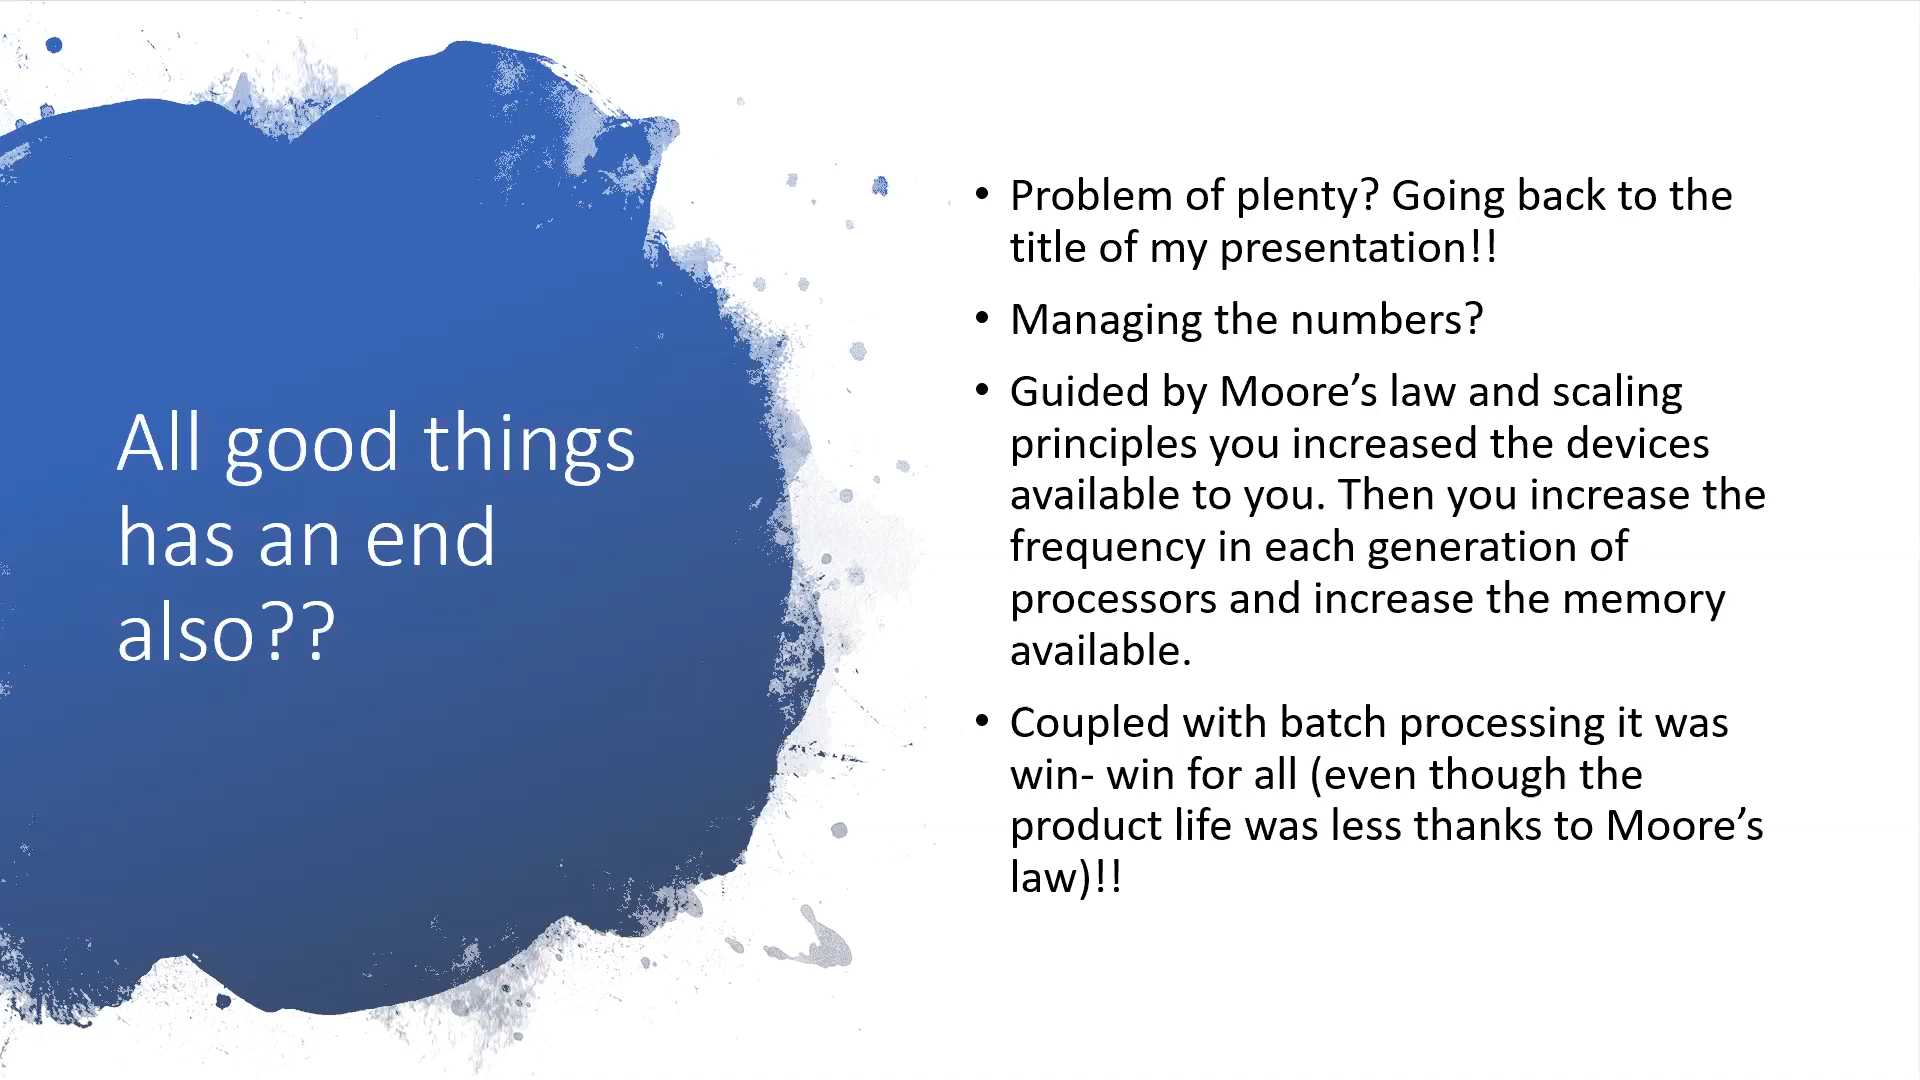 All good things
has an end
also??
• Problem of plenty? Going back to the
title of my presentation!!
• Managing the numbers?
• Guided by Moore’s law and scaling
principles you increased the devices
available to you. Then you increase the
frequency in each generation of
processors and increase the memory
available.
• Coupled with batch processing it was
win- win for all (even though the
product life was less thanks to Moore’s
law)!!